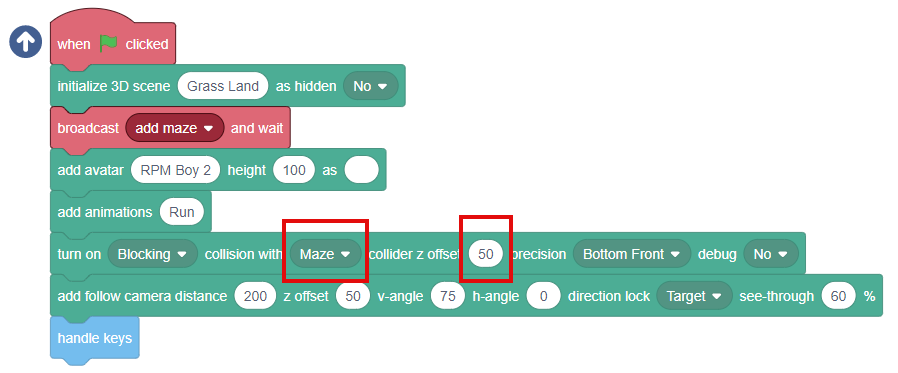 when clicked
initialize 3D scene Grass Land as hidden No
broadcast add maze and wait
add avatar RPM Boy 2 height 100 as
add animations Run
turn on Blocking collision with Maze collider z offset 50 precision Bottom Front debug No
add follow camera distance 200 z offset 50 v-angle 75 h-angle 0 direction lock Target see-through 60 %
handle keys